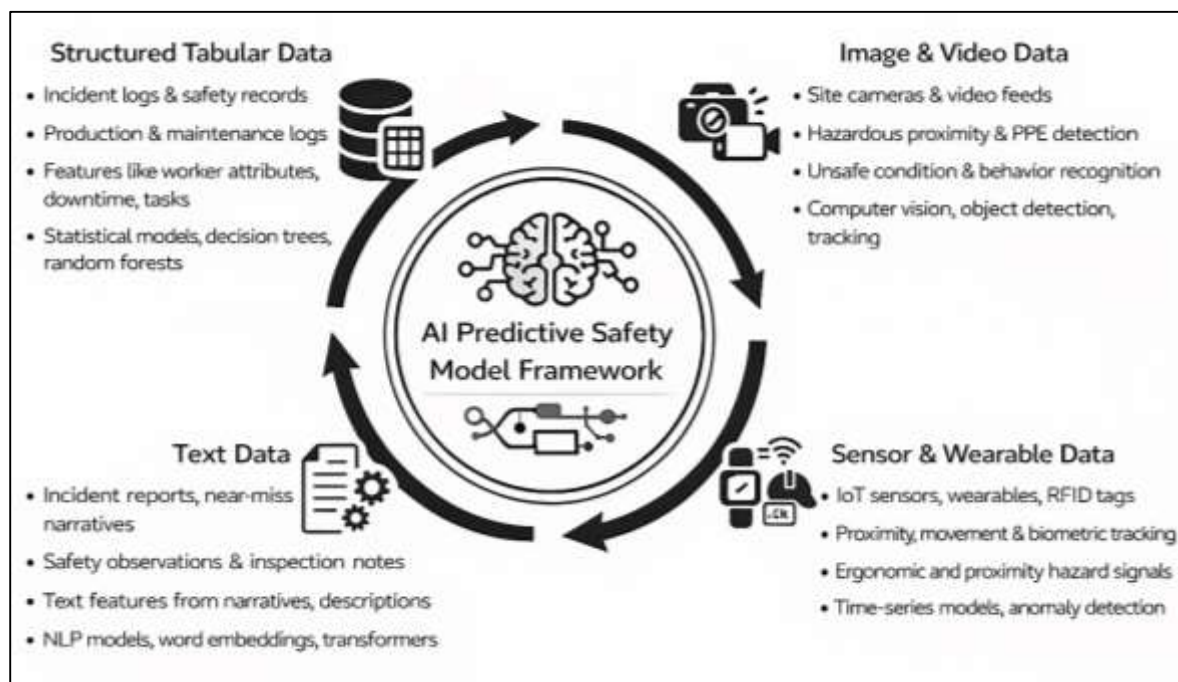 Structured Tabular Data
• Incident logs & safety records
• Production & maintenance logs
• Features like worker attributes,
downtime, tasks
• Statistical models, decision trees,
random forests
Image & Video Data
• Site cameras & video feeds
• Hazardous proximity & PPE detection
• Unsafe condition & behavior recognition
• Computer vision, object detection,
tracking
AI Predictive Safety
Model Framework
Text Data
• Incident reports, near-miss
narratives
• Safety observations & inspection notes
• Text features from narratives, descriptions
• NLP models, word embeddings, transformers
Sensor & Wearable Data
• IoT sensors, wearables, RFID tags
• Proximity, movement & biometric tracking
• Ergonomic and proximity hazard signals
• Time-series models, anomaly detection